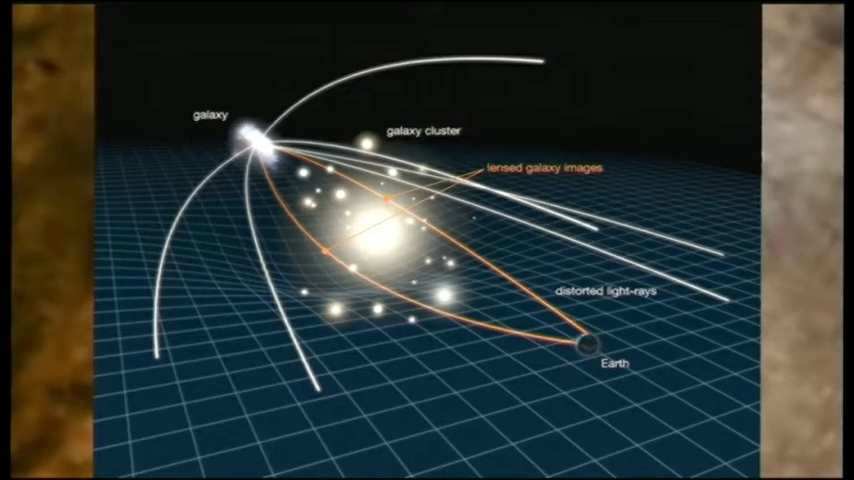 galaxy
galaxy cluster
lensed galaxy images
distorted light-rays
Earth